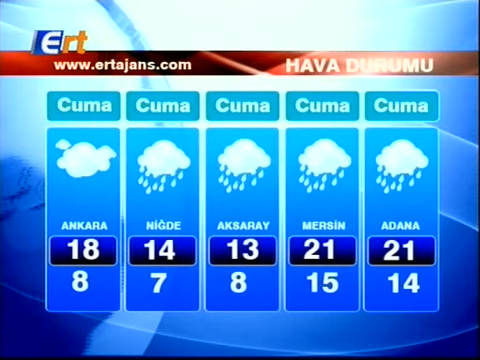 Ert
www.ertajans.com
HAVA DURUMU
Cuma Cuma Cuma Cuma Cuma
ANKARA NİĞDE AKSARAY MERSİN ADANA
18 14 13 21 21
8 7 8 15 14